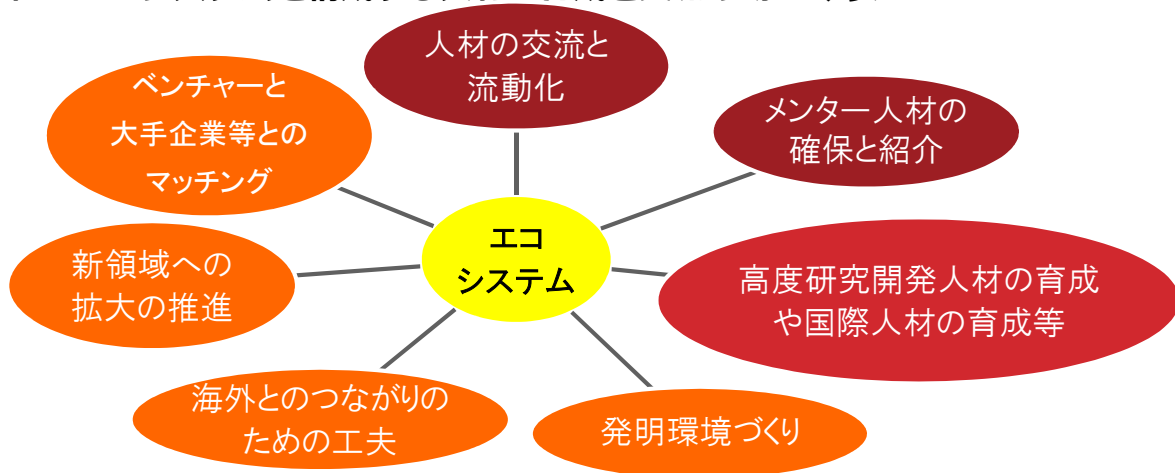 人材の交流と
流動化
メンター人材の
確保と紹介
ベンチャーと
大手企業等との
マッチング
エコ
システム
新領域への
拡大の推進
高度研究開発人材の育成
や国際人材の育成等
海外とのつながりの
ための工夫
発明環境づくり